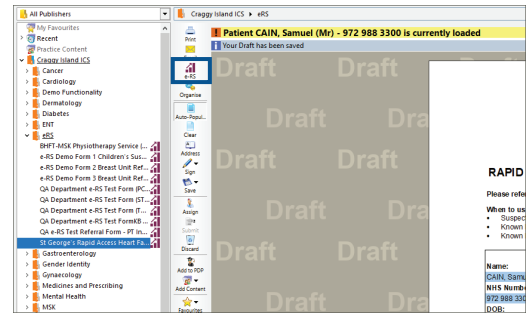 All Publishers
My Favourites
Recent
Practice Content
Craggy Island ICS
Cancer
Cardiology
Demo Functionality
Dermatology
Diabetes
ENT
eRS
BHFT-MSK Physiotherapy Service (...
e-RS Demo Form 1 Children's Sus...
e-RS Demo Form 2 Breast Unit Ref...
e-RS Demo Form 3 Breast Unit Ref...
QA Department e-RS Test Form (PC...
QA Department e-RS Test Form (ST...
QA Department e-RS Test Form (T...
QA Department e-RS Test FormKB ...
QA e-RS Test Referral Form - PT In...
St George's Rapid Access Heart Fa...
Gastroenterology
Gender Identity
Gynaecology
Medicines and Prescribing
Mental Health
MSK
Craggy Island ICS › eRS
Print
e-RS
Organise
Auto-Popul...
Clear
Address
Sign
Save
Assign
Submit
Discard
Add to PDP
Add Content
Favourites
Patient CAIN, Samuel (Mr) - 972 988 3300 is currently loaded
Your Draft has been saved
Draft Draft
Draft Dra
Draft Draft
Draft Dra
Draft Draft
Draft Dra
RAPID
Please refe
When to us
• Suspec
• Known
• Known
Name:
CAIN, Samu
NHS Numb
972 988 330
DOB: